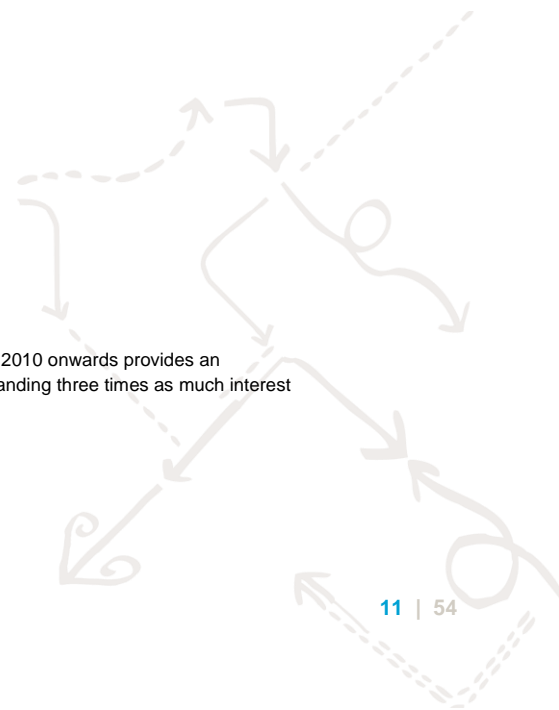 2010 onwards provides an
anding three times as much interest
11 | 54